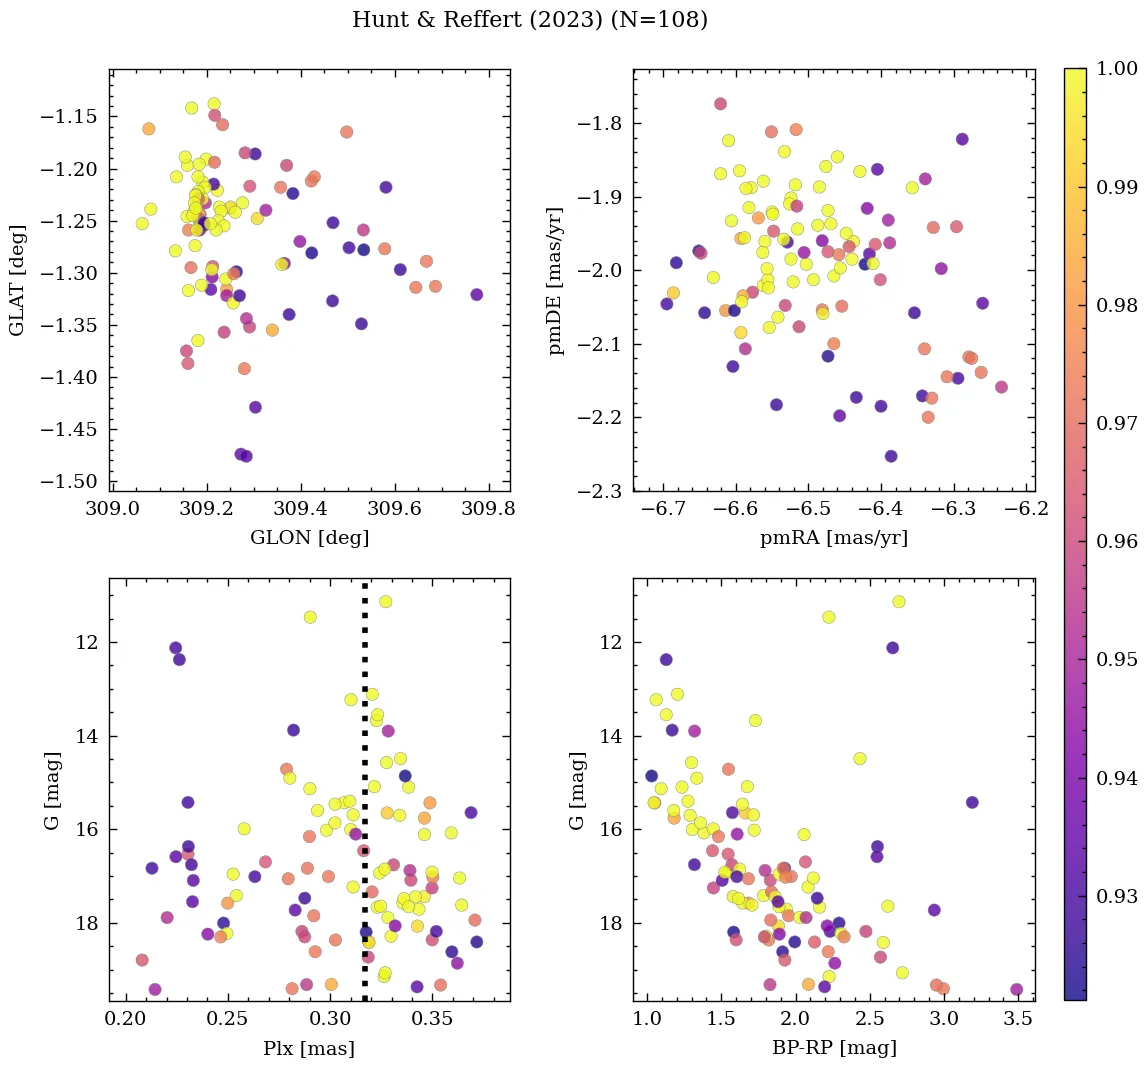 Hunt & Reffert (2023) (N=108)
−1.15
−1.20
−1.25
−1.30
−1.35
−1.40
−1.45
−1.50
GLAT [deg]
309.0 309.2 309.4 309.6 309.8
GLON [deg]
−1.8
−1.9
−2.0
−2.1
−2.2
−2.3
pmDE [mas/yr]
−6.7 −6.6 −6.5 −6.4 −6.3 −6.2
pmRA [mas/yr]
12
14
16
18
G [mag]
0.20 0.25 0.30 0.35
Plx [mas]
12
14
16
18
G [mag]
1.0 1.5 2.0 2.5 3.0 3.5
BP-RP [mag]
1.00
0.99
0.98
0.97
0.96
0.95
0.94
0.93